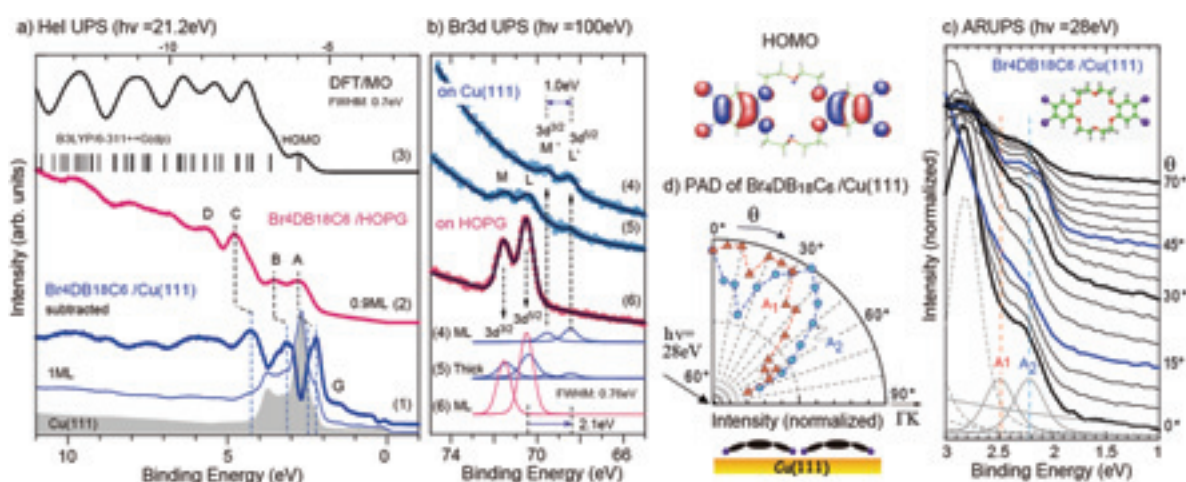 a) HeI UPS (hν =21.2eV)
-10
-6
DFT/MO
FWHM: 0.7eV
B3LYP/6-311++G(dp)
HOMO
(3)
D
C
Br4DB18C6 /HOPG
B
A
Br4DB18C6 /Cu(111)
subtracted
0.9ML
(2)
1ML
G
Cu(111)
(1)
10
5
0
Binding Energy (eV)
Intensity (arb. units)
b) Br3d UPS (hν =100eV)
on Cu(111)
1.0eV
3d3/2
3d5/2
M'
L'
M
L
(4)
on HOPG
(5)
(6)
3d3/2
3d5/2
(4) ML
(5) Thick
FWHM: 0.76eV
(6) ML
2.1eV
74
70
66
Binding Energy (eV)
HOMO
d) PAD of Br4DB18C6 /Cu(111)
Θ
0°
30°
A1
60°
A2
hν=
28eV
60°
90°
Intensity (normalized)
ΓK
Cu(111)
c) ARUPS (hν =28eV)
Br4DB18C6 /Cu(111)
Θ
70°
45°
30°
15°
0°
A1
A2
Intensity (normalized)
3
2.5
2.0
1.5
1
Binding Energy (eV)